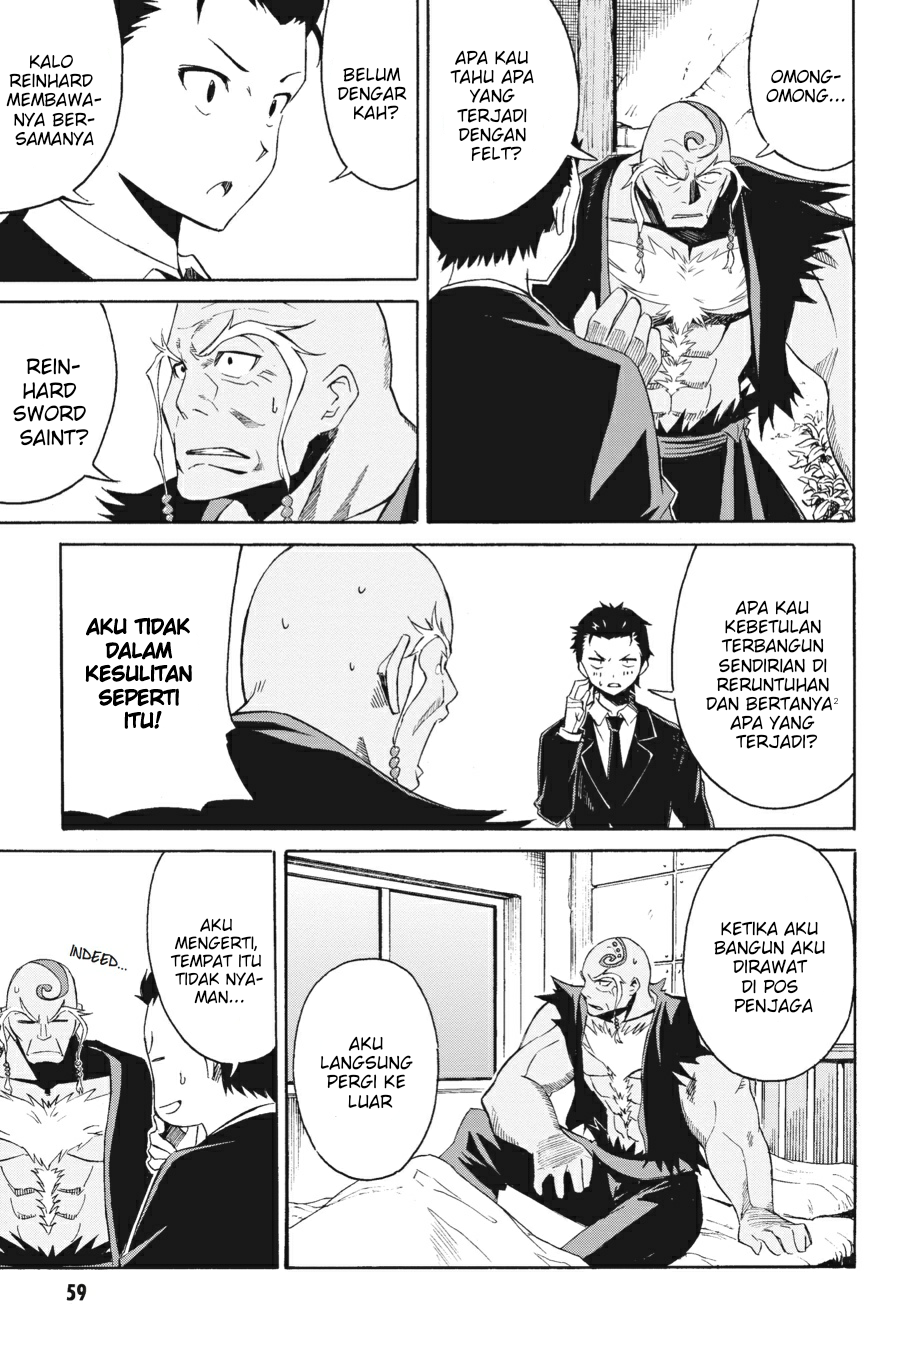 OMONG-
OMONG...
APA KAU
TAHU APA
YANG
TERJADI
DENGAN
FELT?
BELUM
DENGAR
KAH?
KALO
REINHARD
MEMBAWA-
NYA BER-
SAMANYA
REIN-
HARD
SWORD
SAINT?
APA KAU
KEBETULAN
TERBANGUN
SENDIRIAN DI
RERUNTUHAN
DAN BERTANYA²
APA YANG
TERJADI?
AKU TIDAK
DALAM
KESULITAN
SEPERTI
ITU!
KETIKA AKU
BANGUN AKU
DIRAWAT
DI POS
PENJAGA
AKU
LANGSUNG
PERGI KE
LUAR
AKU
MENGERTI,
TEMPAT ITU
TIDAK NYA-
MAN...
INDEED...
59